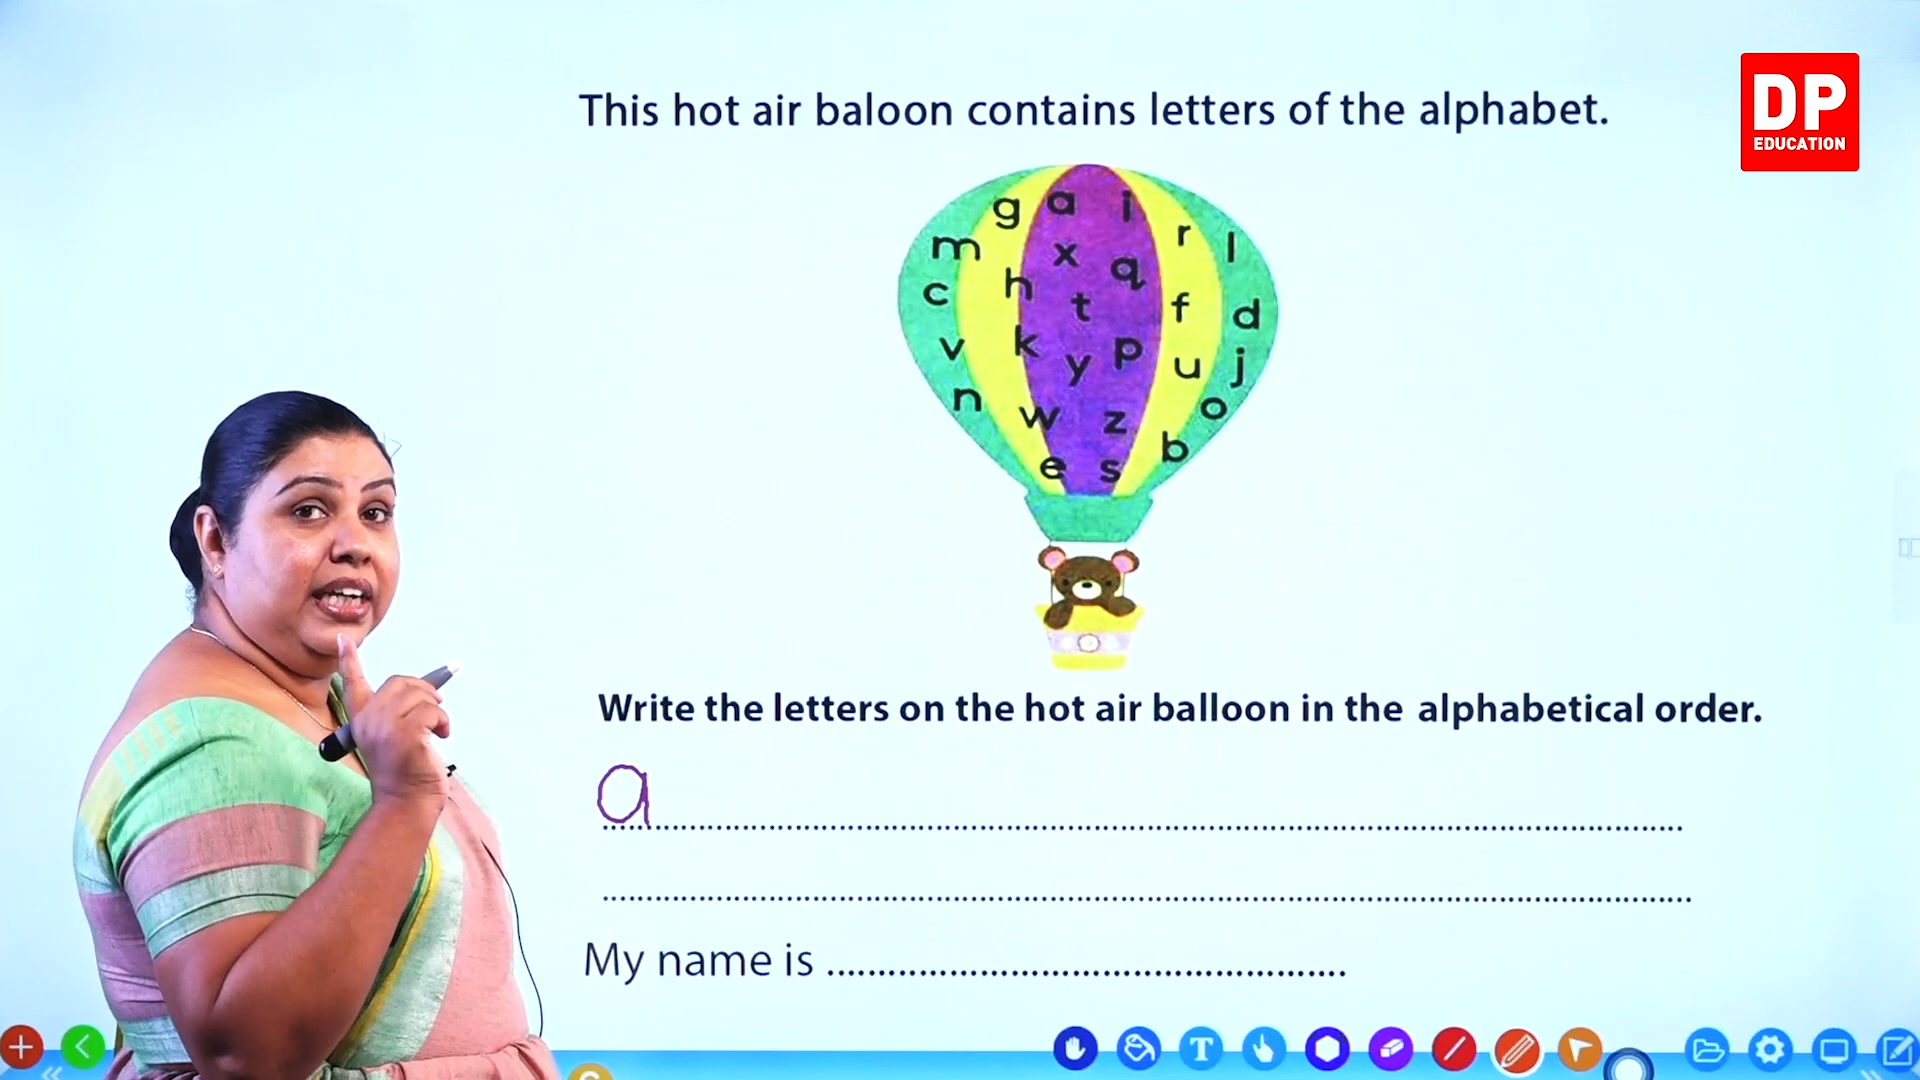 This hot air baloon contains letters of the alphabet.
DP
EDUCATION
g a i
m x q r l
c h t f d
v k y p u j
n w z o
e s b
Write the letters on the hot air balloon in the alphabetical order.
a
My name is
T